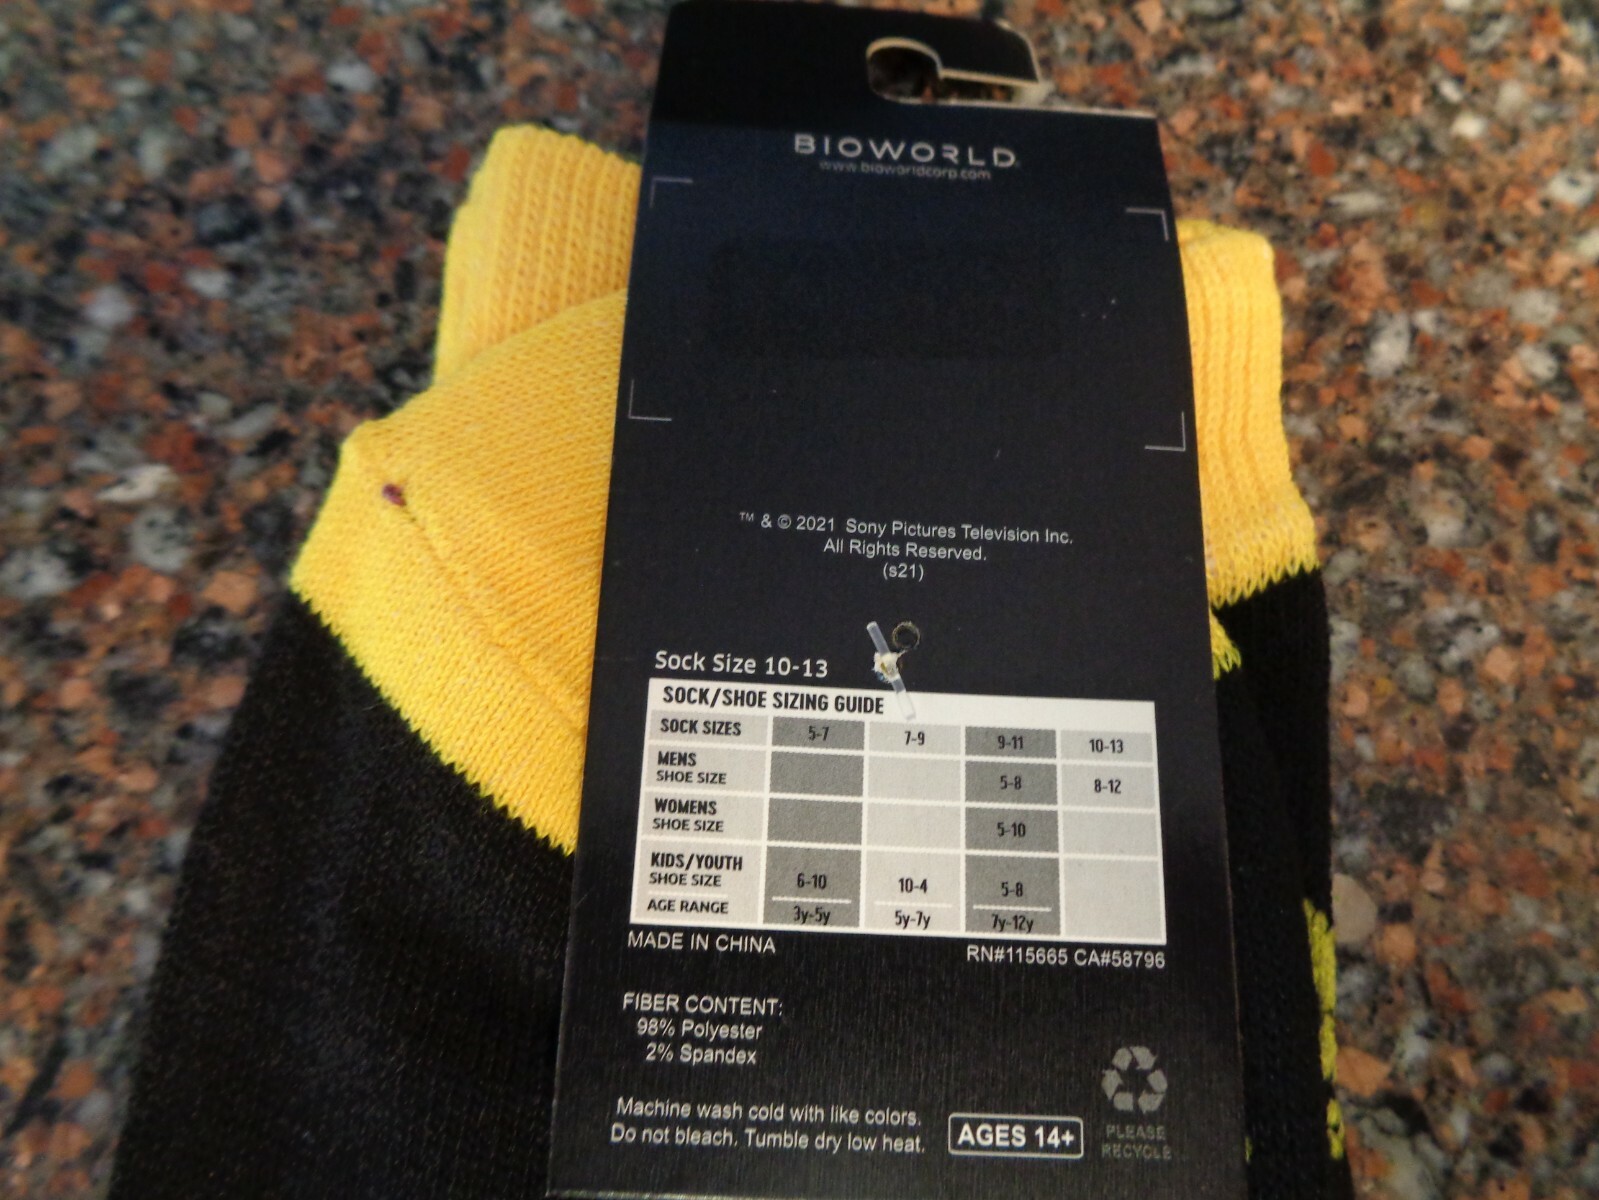 BIOWORLD
www.bioworldcorp.com
™ & © 2021 Sony Pictures Television Inc.
All Rights Reserved.
(s21)
Sock Size 10-13
SOCK/SHOE SIZING GUIDE
SOCK SIZES 5-7 7-9 9-11 10-13
MENS
SHOE SIZE 5-8 8-12
WOMENS
SHOE SIZE 5-10
KIDS/YOUTH
SHOE SIZE 6-10 10-4 5-8
AGE RANGE 3y-5y 5y-7y 7y-12y
MADE IN CHINA RN#115665 CA#58796
FIBER CONTENT:
98% Polyester
2% Spandex
Machine wash cold with like colors.
Do not bleach. Tumble dry low heat.
AGES 14+
PLEASE
RECYCLE